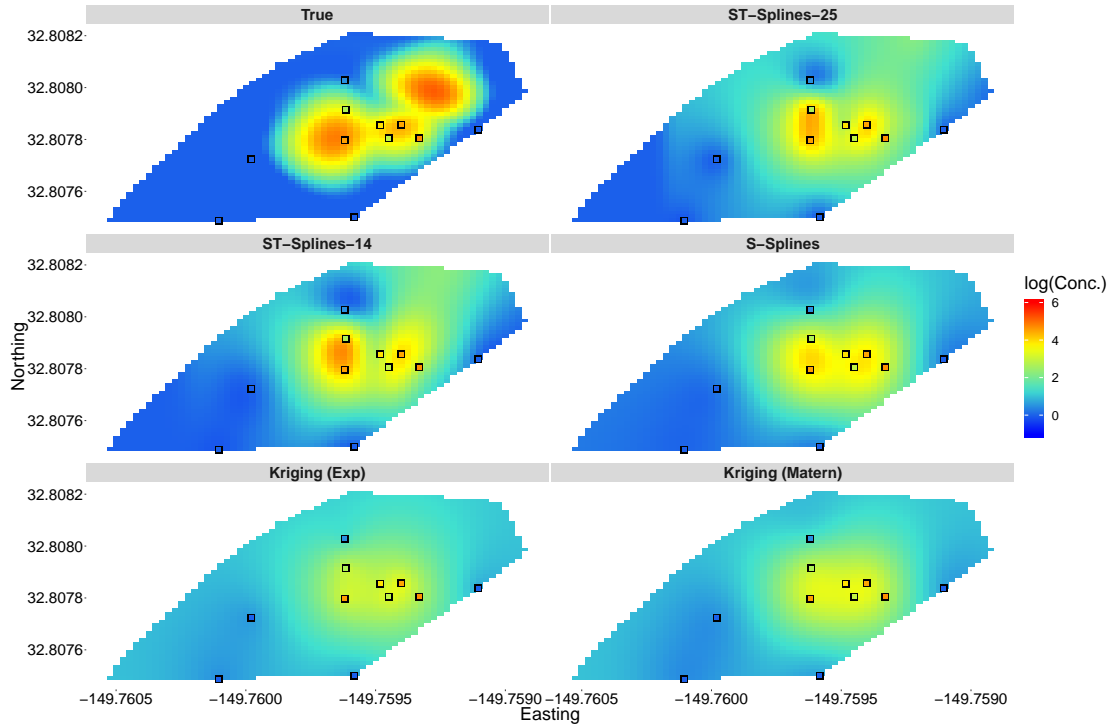 True
ST−Splines−25
32.8082
32.8080
32.8078
32.8076
ST−Splines−14
S−Splines
32.8082
32.8080
32.8078
32.8076
Northing
log(Conc.)
6
4
2
0
Kriging (Exp)
Kriging (Matern)
32.8082
32.8080
32.8078
32.8076
−149.7605
−149.7600
−149.7595
−149.7590
−149.7605
−149.7600
−149.7595
−149.7590
Easting